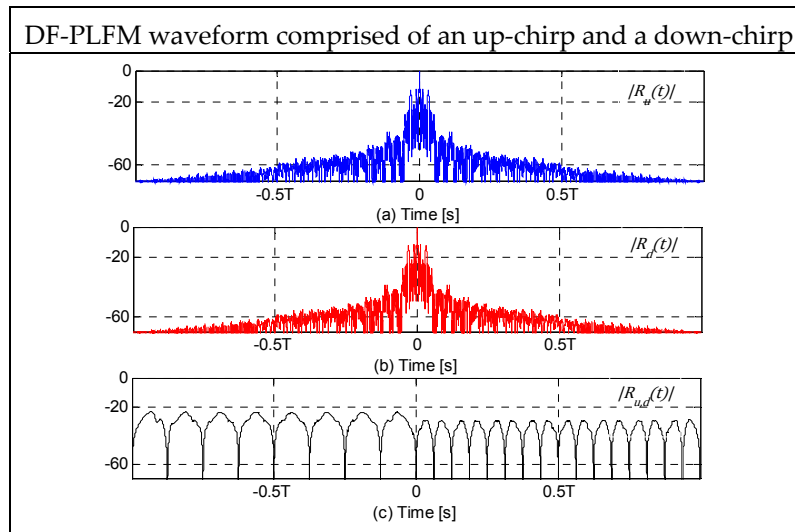 DF-PLFM waveform comprised of an up-chirp and a down-chirp
0
|R_u(t)|
-20
-60
-0.5T 0 0.5T
(a) Time [s]
0
|R_d(t)|
-20
-60
-0.5T 0 0.5T
(b) Time [s]
0
|R_u,d(t)|
-20
-60
-0.5T 0 0.5T
(c) Time [s]